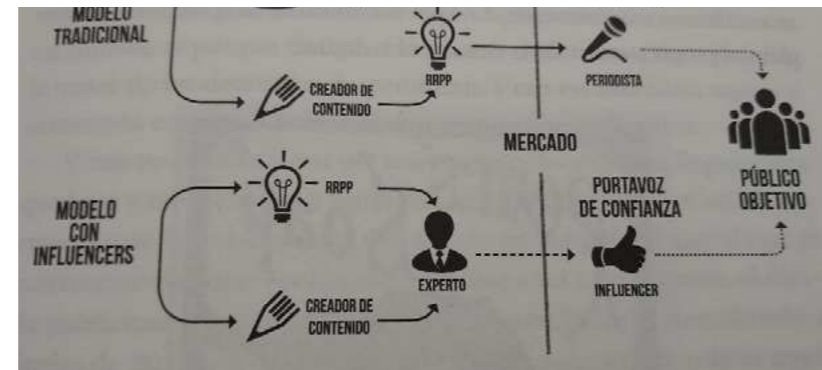 MODELO
TRADICIONAL
CREADOR DE
CONTENIDO
RRPP
PERIODISTA
MERCADO
PÚBLICO
OBJETIVO
MODELO
CON
INFLUENCERS
RRPP
CREADOR DE
CONTENIDO
EXPERTO
PORTAVOZ
DE CONFIANZA
INFLUENCER